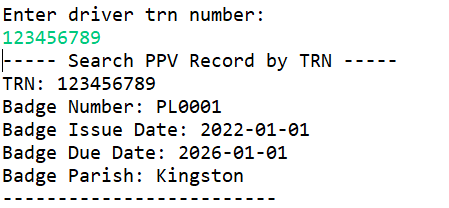 Enter driver trn number:
123456789
----- Search PPV Record by TRN -----
TRN: 123456789
Badge Number: PL0001
Badge Issue Date: 2022-01-01
Badge Due Date: 2026-01-01
Badge Parish: Kingston
-------------------------